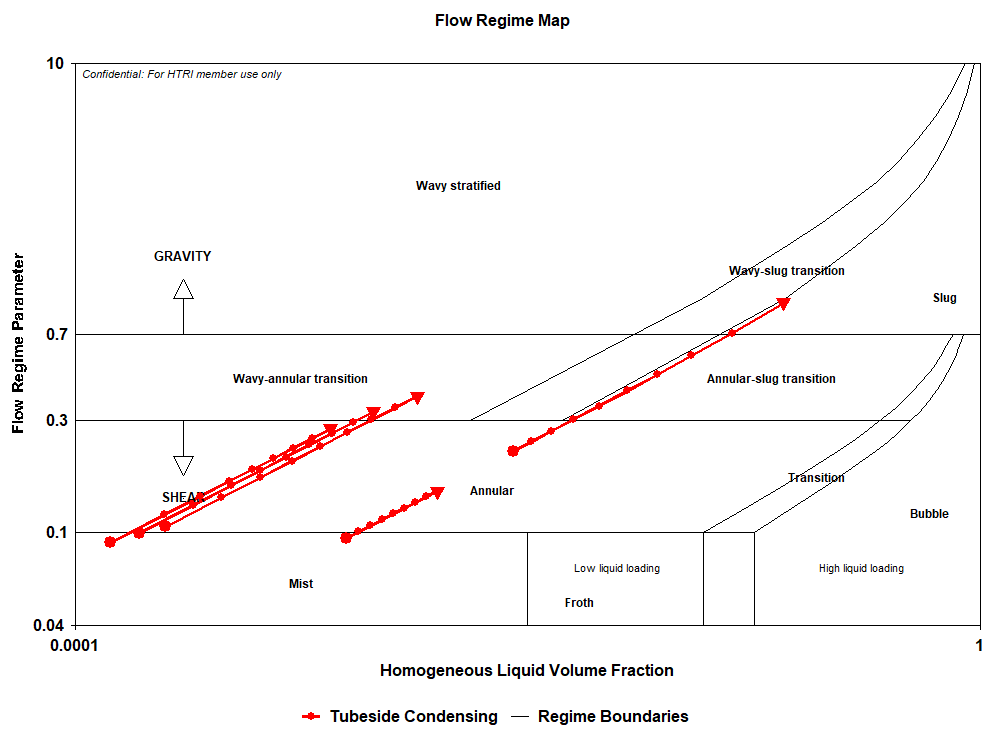 Flow Regime Map
10
Confidential: For HTRI member use only
Wavy stratified
GRAVITY
Wavy-slug transition
Slug
0.7
Wavy-annular transition
Annular-slug transition
0.3
Flow Regime Parameter
SHEAR
Annular
Transition
Bubble
0.1
Low liquid loading
High liquid loading
Mist
Froth
0.04
0.0001
1
Homogeneous Liquid Volume Fraction
Tubeside Condensing
Regime Boundaries